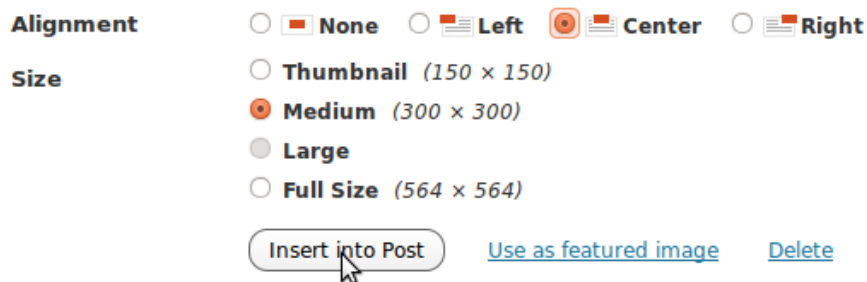 Alignment None Left Center Right
Size Thumbnail (150 × 150)
Medium (300 × 300)
Large
Full Size (564 × 564)
Insert into Post Use as featured image Delete